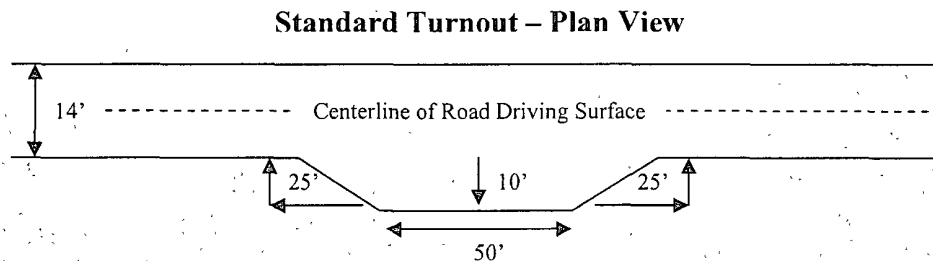 Standard Turnout – Plan View
14’
Centerline of Road Driving Surface
25’ 10’ 25’
50’